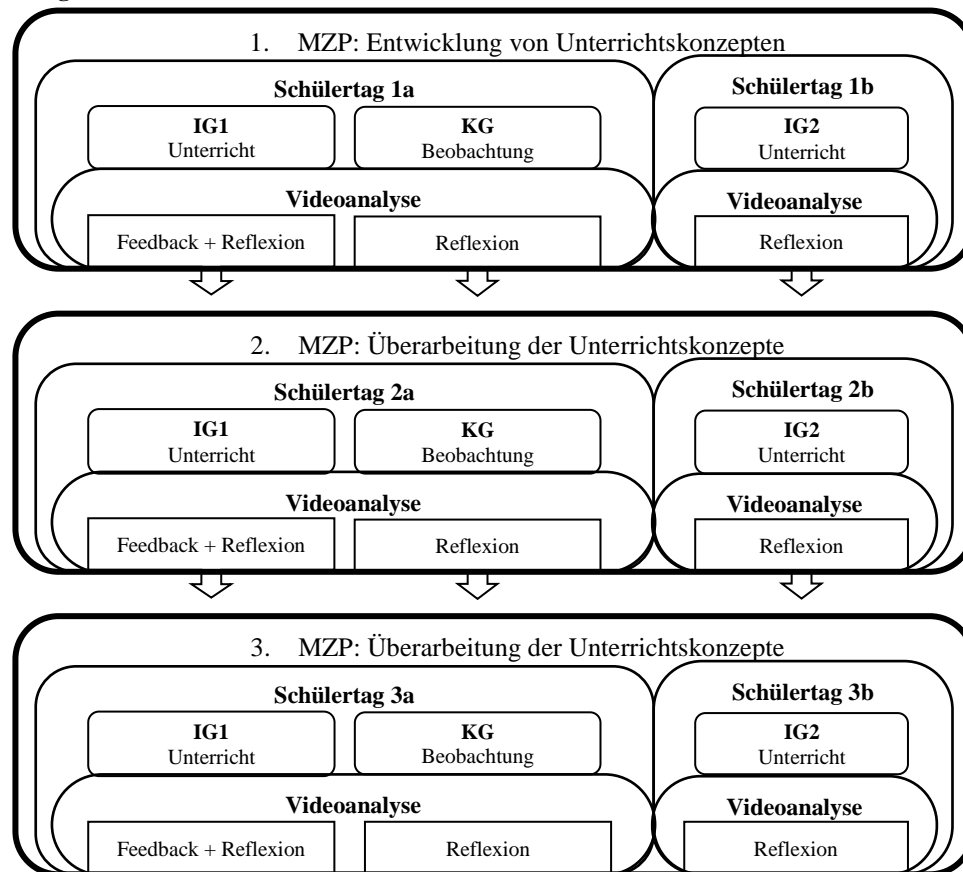 1. MZP: Entwicklung von Unterrichtskonzepten
Schülertag 1a
IG1
Unterricht
KG
Beobachtung
Videoanalyse
Feedback + Reflexion
Reflexion
Schülertag 1b
IG2
Unterricht
Videoanalyse
Reflexion
2. MZP: Überarbeitung der Unterrichtskonzepte
Schülertag 2a
IG1
Unterricht
KG
Beobachtung
Videoanalyse
Feedback + Reflexion
Reflexion
Schülertag 2b
IG2
Unterricht
Videoanalyse
Reflexion
3. MZP: Überarbeitung der Unterrichtskonzepte
Schülertag 3a
IG1
Unterricht
KG
Beobachtung
Videoanalyse
Feedback + Reflexion
Reflexion
Schülertag 3b
IG2
Unterricht
Videoanalyse
Reflexion